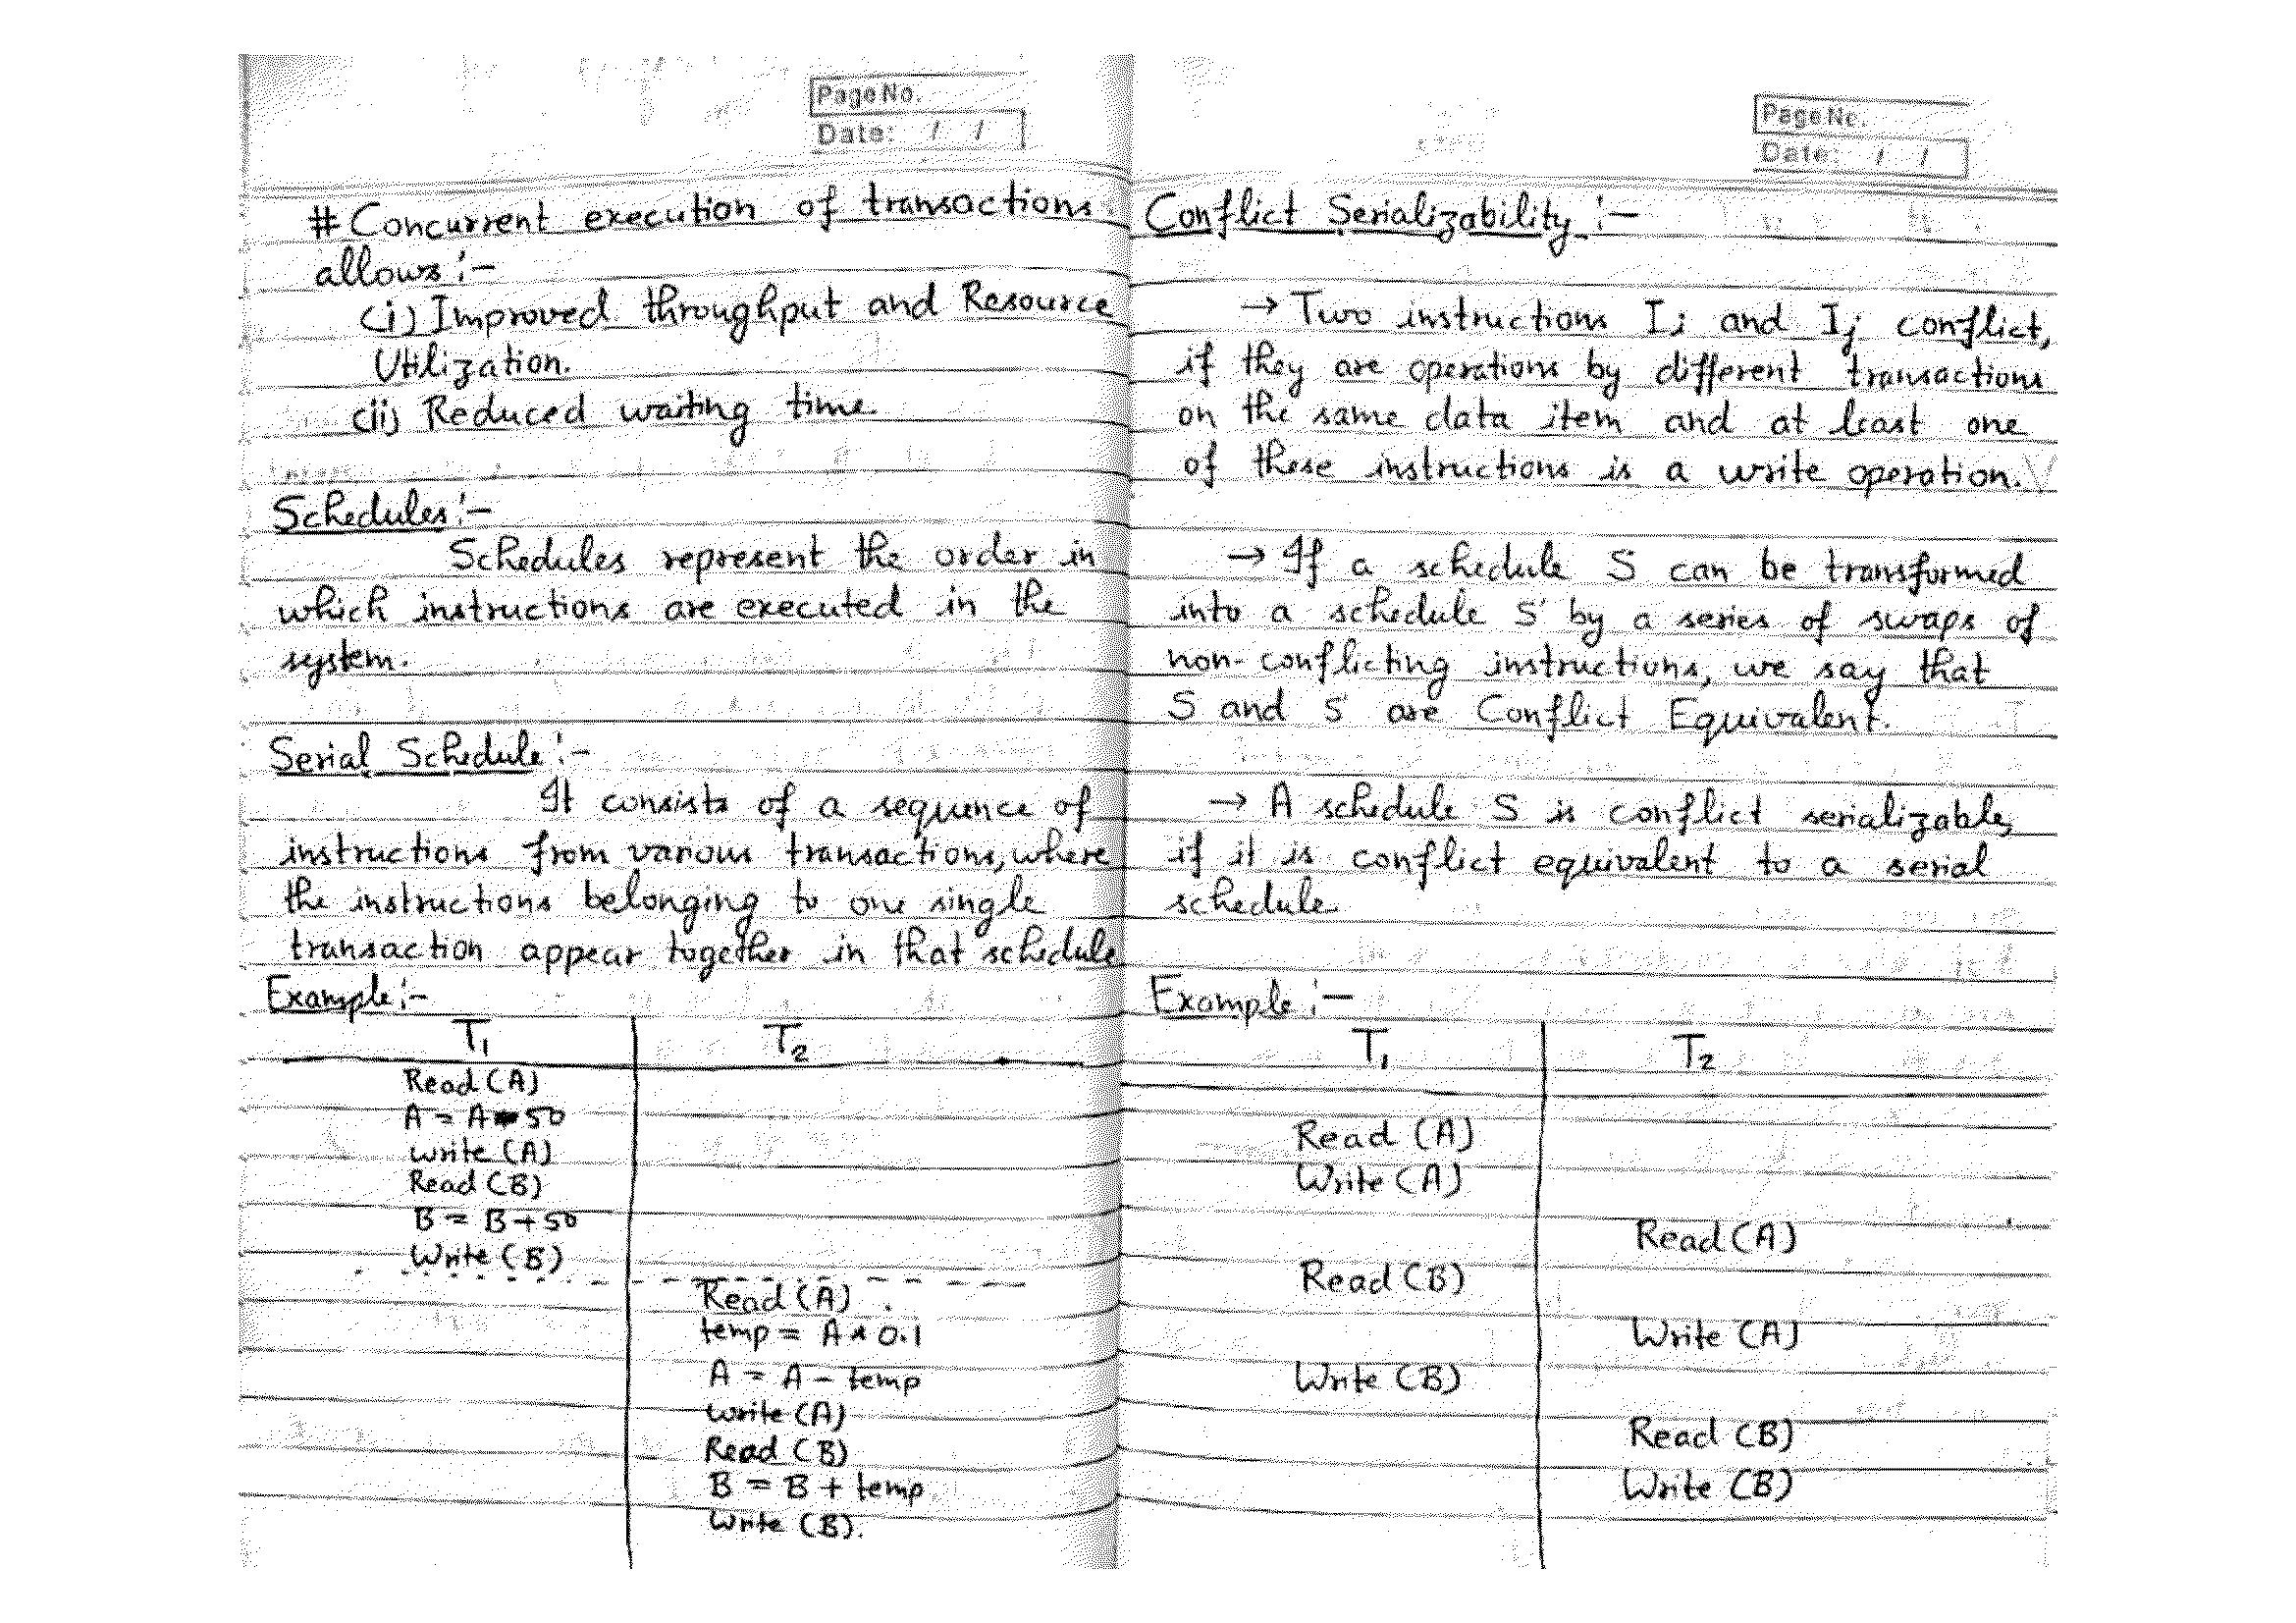 Page No.
Date: / /
# Concurrent execution of transactions
allows :-
(i) Improved throughput and Resource
Utilization.
(ii) Reduced waiting time.
Schedules :-
Schedules represent the order in
which instructions are executed in the
system.
Serial Schedule :-
It consists of a sequence of
instructions from various transactions, where
the instructions belonging to one single
transaction appear together in that schedule
Example :-
T₁ T₂
Read (A)
A = A - 50
Write (A)
Read (B)
B = B + 50
Write (B)
Read (A)
temp = A * 0.1
A = A - temp
Write (A)
Read (B)
B = B + temp
Write (B).
Page No.
Date: / /
Conflict Serializability :-
→ Two instructions Ii and Ij conflict,
if they are operations by different transactions
on the same data item and at least one
of these instructions is a write operation.
→ If a schedule S can be transformed
into a schedule S' by a series of swaps of
non-conflicting instructions, we say that
S and S' are Conflict Equivalent.
→ A schedule S is conflict serializable,
if it is conflict equivalent to a serial
schedule.
Example :-
T₁ T₂
Read (A)
Write (A)
Read (A)
Read (B)
Write (A)
Write (B)
Read (B)
Write (B)